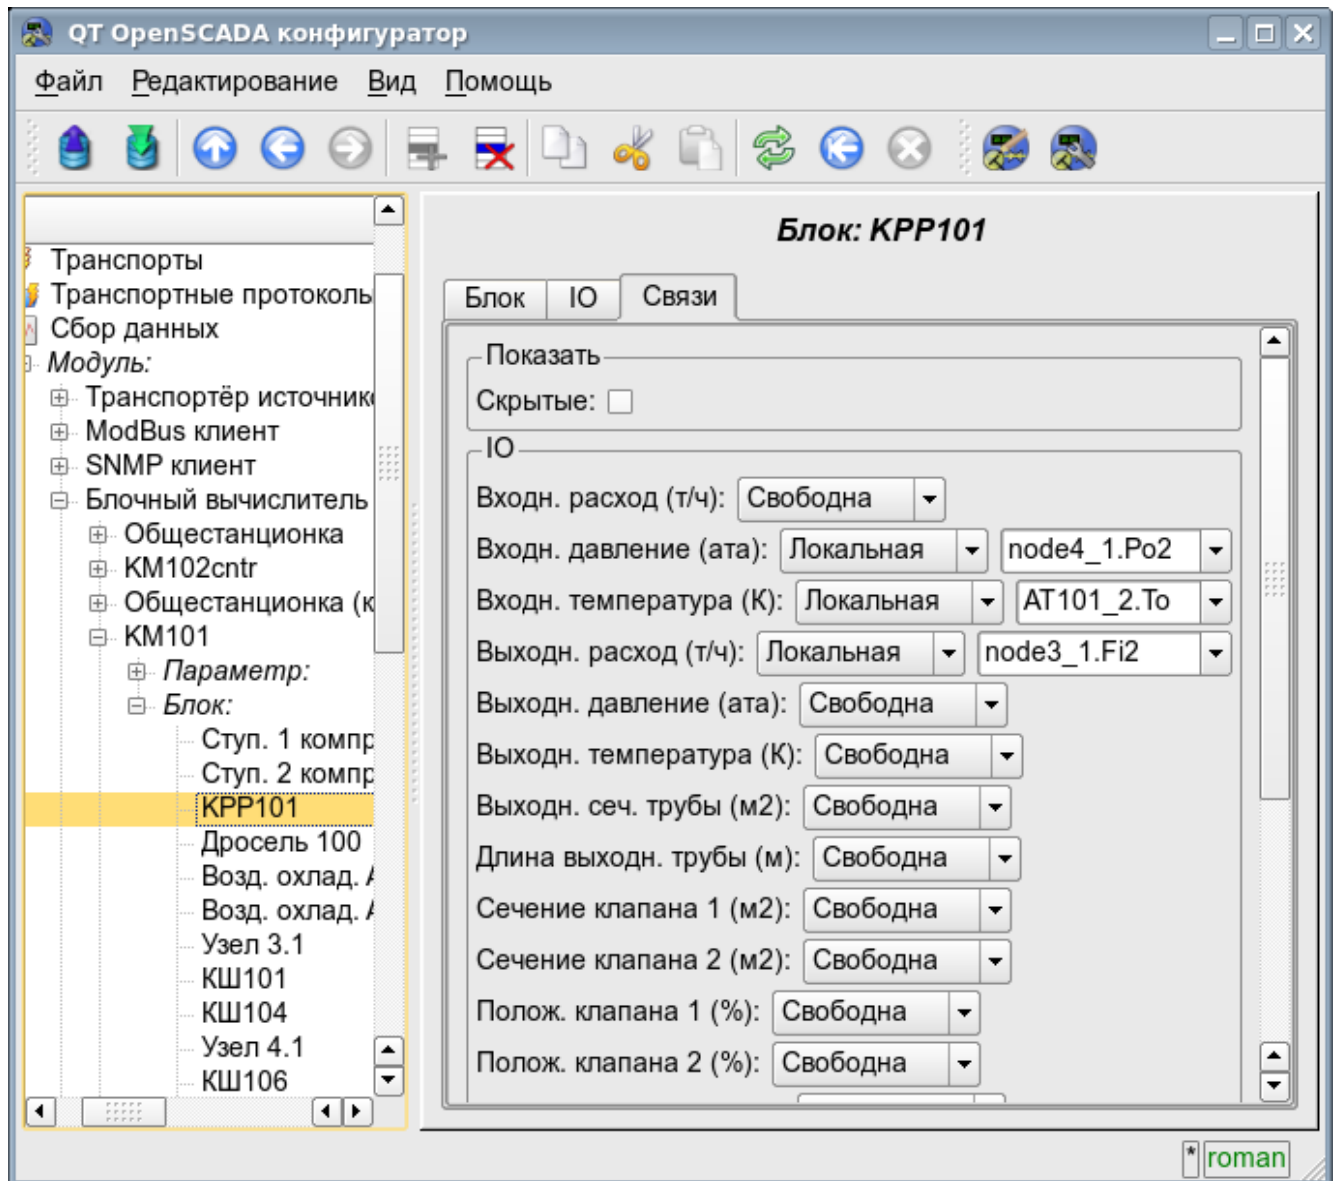 QT OpenSCADA конфигуратор
Файл Редактирование Вид Помощь
Транспорты
Транспортные протоколы
Сбор данных
Модуль:
Транспортёр источнико
ModBus клиент
SNMP клиент
Блочный вычислитель
Общестанционка
KM102cntr
Общестанционка (к
KM101
Параметр:
Блок:
Ступ. 1 компр
Ступ. 2 компр
KPP101
Дросель 100
Возд. охлад. А
Возд. охлад. А
Узел 3.1
КШ101
КШ104
Узел 4.1
КШ106
Блок: KPP101
Блок IO Связи
Показать
Скрытые:
IO
Входн. расход (т/ч): Свободна
Входн. давление (ата): Локальная node4_1.Po2
Входн. температура (К): Локальная AT101_2.To
Выходн. расход (т/ч): Локальная node3_1.Fi2
Выходн. давление (ата): Свободна
Выходн. температура (К): Свободна
Выходн. сеч. трубы (м2): Свободна
Длина выходн. трубы (м): Свободна
Сечение клапана 1 (м2): Свободна
Сечение клапана 2 (м2): Свободна
Полож. клапана 1 (%): Свободна
Полож. клапана 2 (%): Свободна
* roman